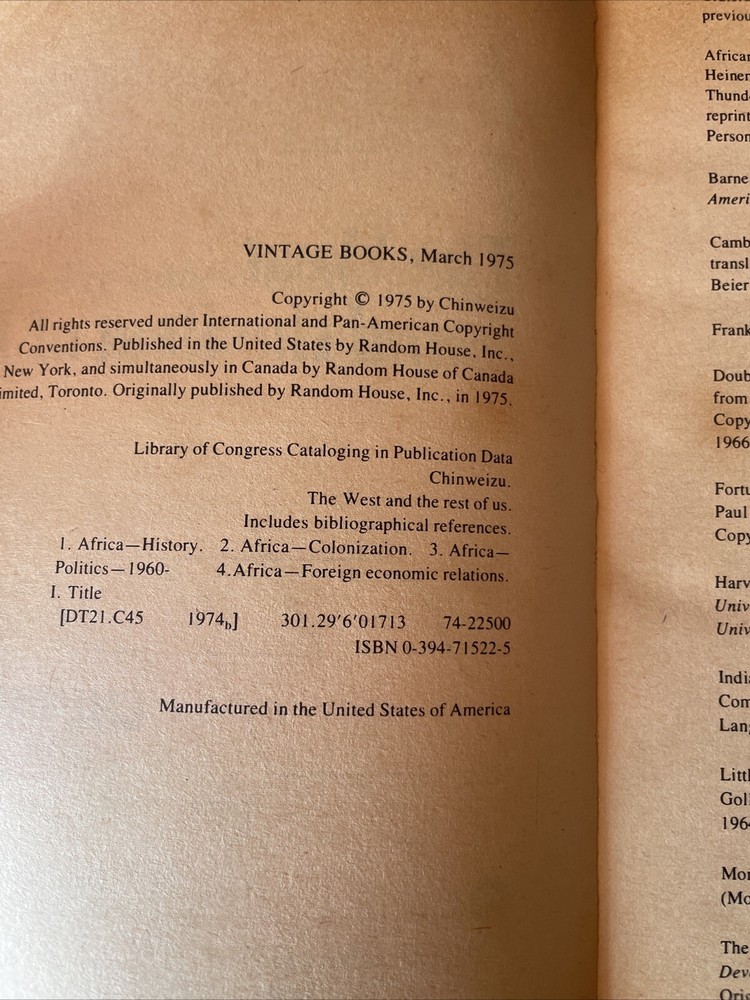 VINTAGE BOOKS, March 1975
Copyright © 1975 by Chinweizu
All rights reserved under International and Pan-American Copyright
Conventions. Published in the United States by Random House, Inc.,
New York, and simultaneously in Canada by Random House of Canada
imited, Toronto. Originally published by Random House, Inc., in 1975.
Library of Congress Cataloging in Publication Data
Chinweizu.
The West and the rest of us.
Includes bibliographical references.
1. Africa—History. 2. Africa—Colonization. 3. Africa—
Politics—1960- 4.Africa—Foreign economic relations.
I. Title
[DT21.C45 1974b] 301.29'6'01713 74-22500
ISBN 0-394-71522-5
Manufactured in the United States of America
previou
African
Heinen
Thund
reprint
Person
Barne
Ameri
Camb
transl
Beier
Frank
Doub
from
Copy
1966
Fortu
Paul
Copy
Harv
Univ
Univ
Indi
Com
Lang
Littl
Gol
196
Mor
(Mo
The
Dev